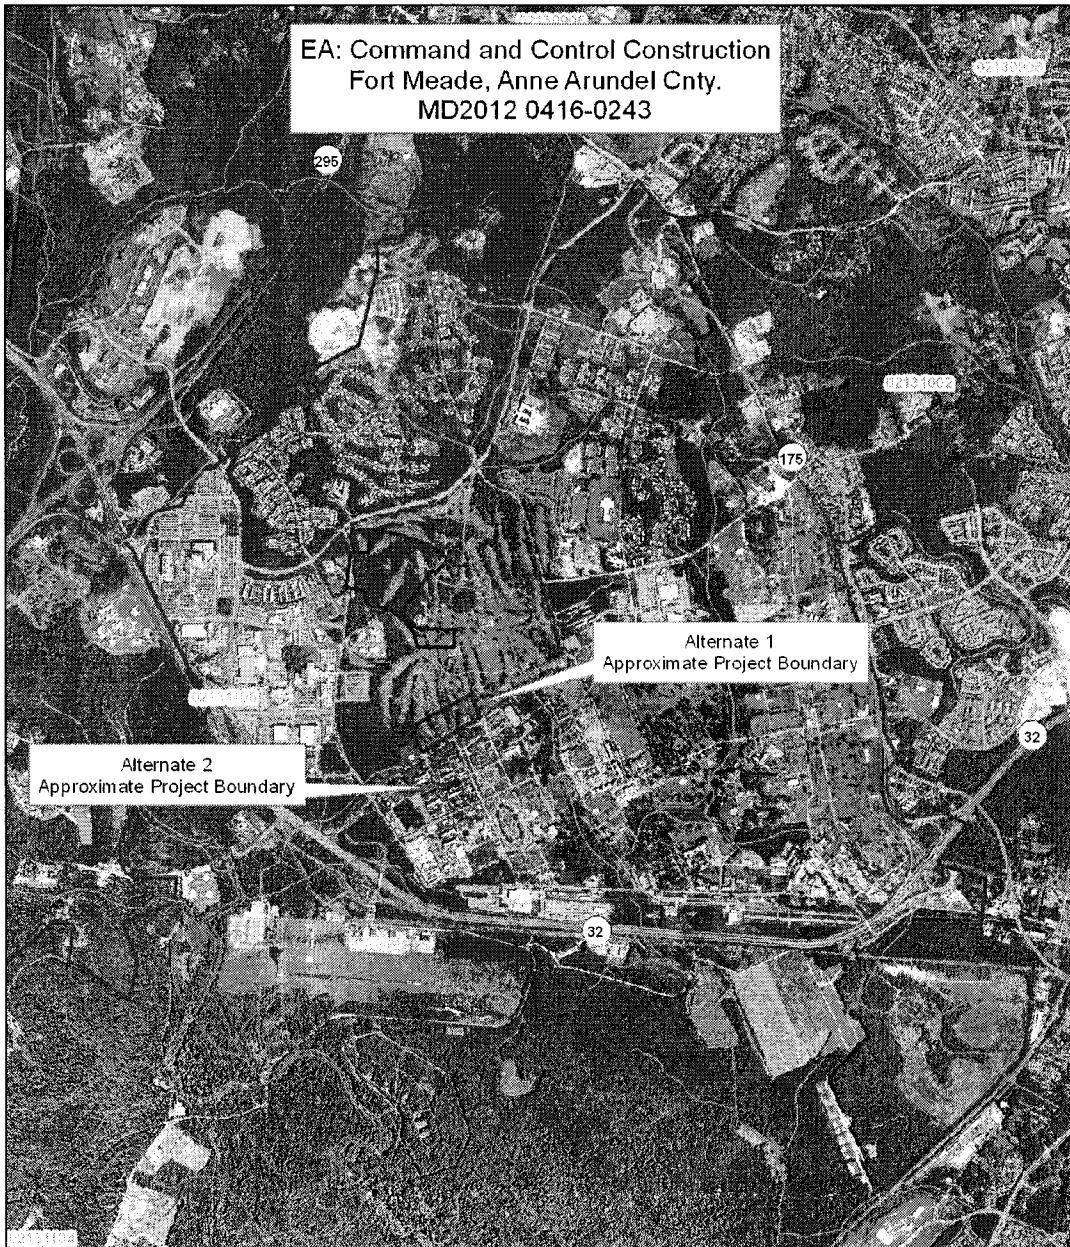 EA: Command and Control Construction
Fort Meade, Anne Arundel Cnty.
MD2012 0416-0243
295
02131002
175
Alternate 1
Approximate Project Boundary
32
Alternate 2
Approximate Project Boundary
32